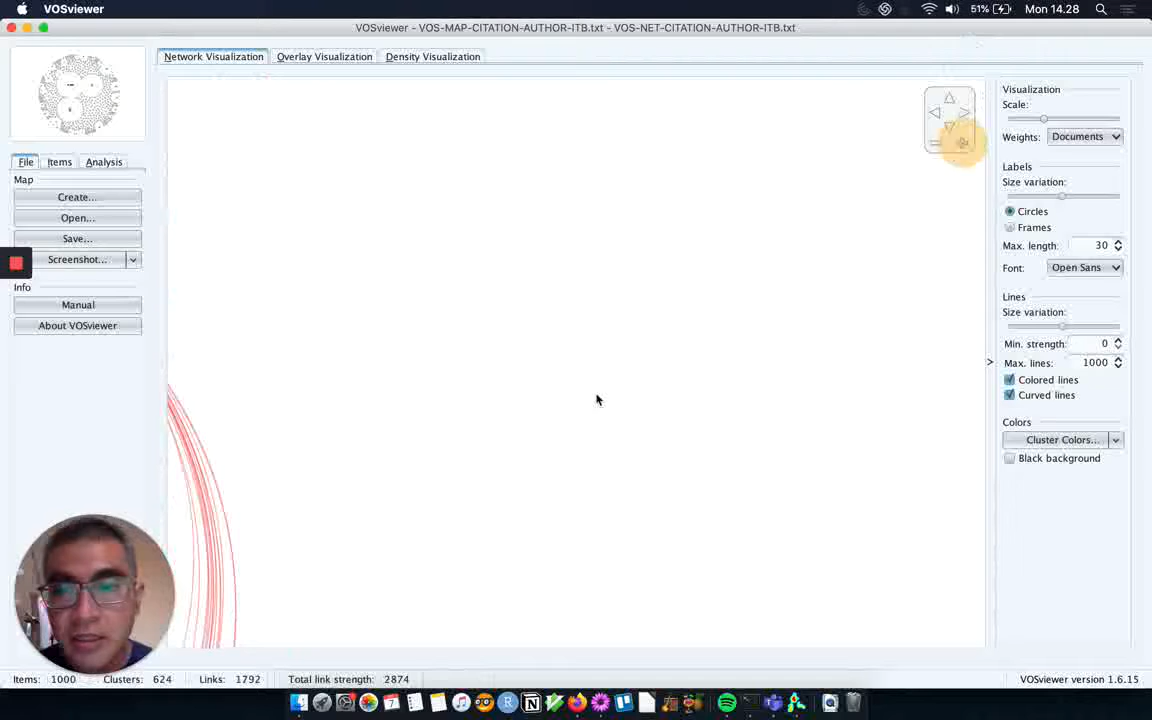 VOSviewer 51% Mon 14.28
VOSviewer - VOS-MAP-CITATION-AUTHOR-ITB.txt - VOS-NET-CITATION-AUTHOR-ITB.txt
Network Visualization Overlay Visualization Density Visualization
File Items Analysis
Map
Create...
Open...
Save...
Screenshot...
Info
Manual
About VOSviewer
Visualization
Scale:
Weights: Documents
Labels
Size variation:
Circles
Frames
Max. length: 30
Font: Open Sans
Lines
Size variation:
Min. strength: 0
>
Max. lines: 1000
Colored lines
Curved lines
Colors
Cluster Colors...
Black background
Items: 1000 Clusters: 624 Links: 1792 Total link strength: 2874 VOSviewer version 1.6.15